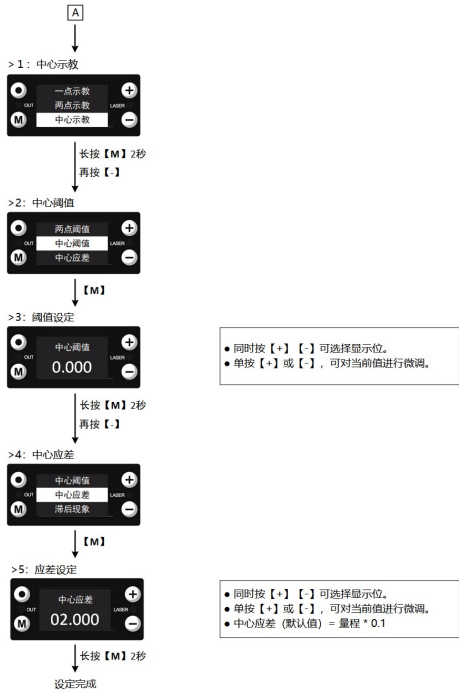 A
>1：中心示教
一点示教
两点示教
中心示教
OUT
LASER
M
长按【M】2秒
再按【-】
>2：中心阈值
两点阈值
中心阈值
中心应差
OUT
LASER
M
【M】
>3：阈值设定
中心阈值
0.000
OUT
LASER
M
● 同时按【+】【-】可选择显示位。
● 单按【+】或【-】，可对当前值进行微调。
长按【M】2秒
再按【-】
>4：中心应差
中心阈值
中心应差
滞后现象
OUT
LASER
M
【M】
>5：应差设定
中心应差
02.000
OUT
LASER
M
● 同时按【+】【-】可选择显示位。
● 单按【+】或【-】，可对当前值进行微调。
● 中心应差（默认值）= 量程 * 0.1
长按【M】2秒
设定完成